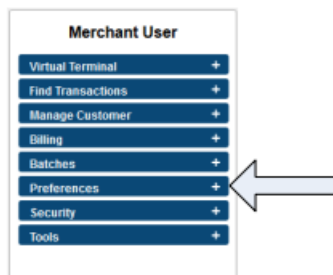 Merchant User
Virtual Terminal +
Find Transactions +
Manage Customer +
Billing +
Batches +
Preferences +
Security +
Tools +